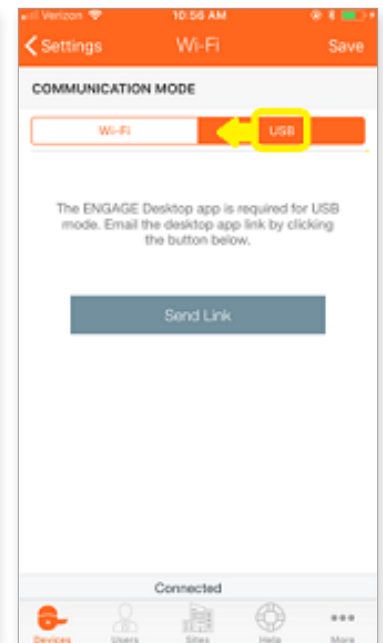 Verizon 10:56 AM
Settings Wi-Fi Save
COMMUNICATION MODE
Wi-Fi USB
The ENGAGE Desktop app is required for USB
mode. Email the desktop app link by clicking
the button below.
Send Link
Connected
Devices Users Sites Help More